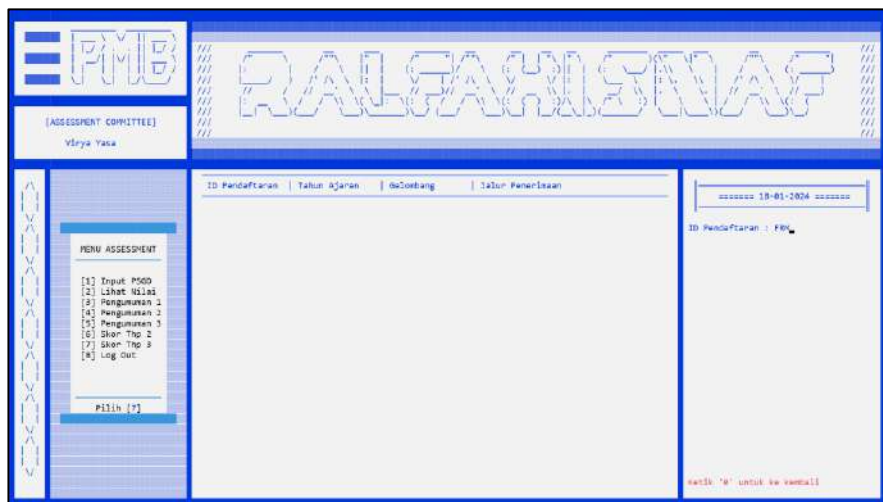 PMB
RALFAHISNAF
[ASSESSMENT COMMITTEE]
Virya Yasa
ID Pendaftaran | Tahun Ajaran | Gelombang | Jalur Penerimaan
======= 18-01-2024 =======
ID Pendaftaran : FRM_
MENU ASSESSMENT
[1] Input PSGD
[2] Lihat Nilai
[3] Pengumuman 1
[4] Pengumuman 2
[5] Pengumuman 3
[6] Skor Thp 2
[7] Skor Thp 3
[8] Log Out
Pilih [?]
Ketik '0' untuk ke kembali